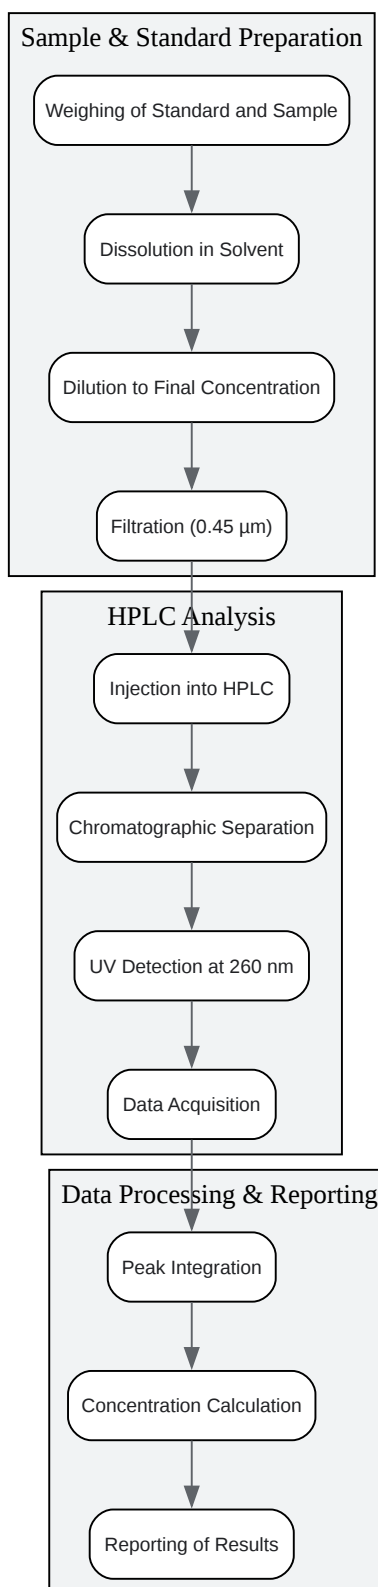 Sample & Standard Preparation
Weighing of Standard and Sample
Dissolution in Solvent
Dilution to Final Concentration
Filtration (0.45 µm)
HPLC Analysis
Injection into HPLC
Chromatographic Separation
UV Detection at 260 nm
Data Acquisition
Data Processing & Reporting
Peak Integration
Concentration Calculation
Reporting of Results